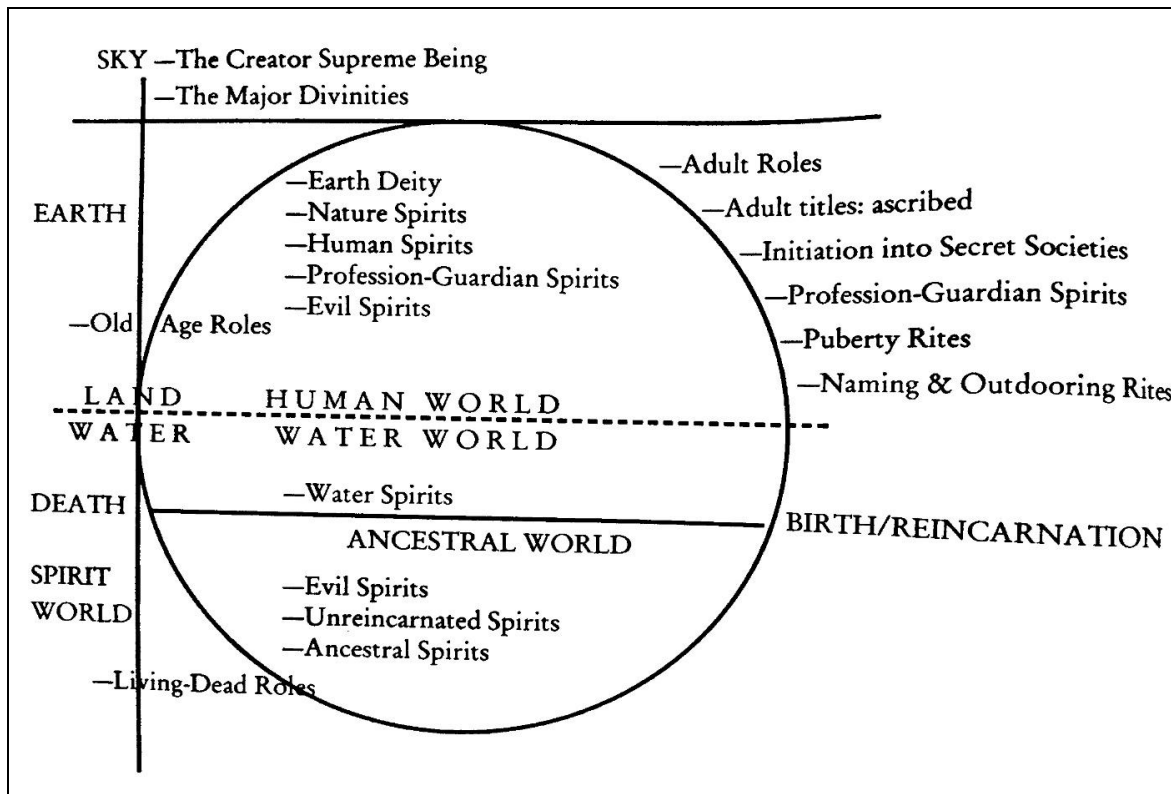 SKY —The Creator Supreme Being
—The Major Divinities
—Adult Roles
—Earth Deity
EARTH
—Nature Spirits
—Adult titles: ascribed
—Human Spirits
—Initiation into Secret Societies
—Profession-Guardian Spirits
—Profession-Guardian Spirits
—Evil Spirits
—Old Age Roles
—Puberty Rites
—Naming & Outdooring Rites
LAND HUMAN WORLD
WATER WATER WORLD
—Water Spirits
DEATH
BIRTH/REINCARNATION
ANCESTRAL WORLD
SPIRIT
WORLD
—Evil Spirits
—Unreincarnated Spirits
—Ancestral Spirits
—Living-Dead Roles